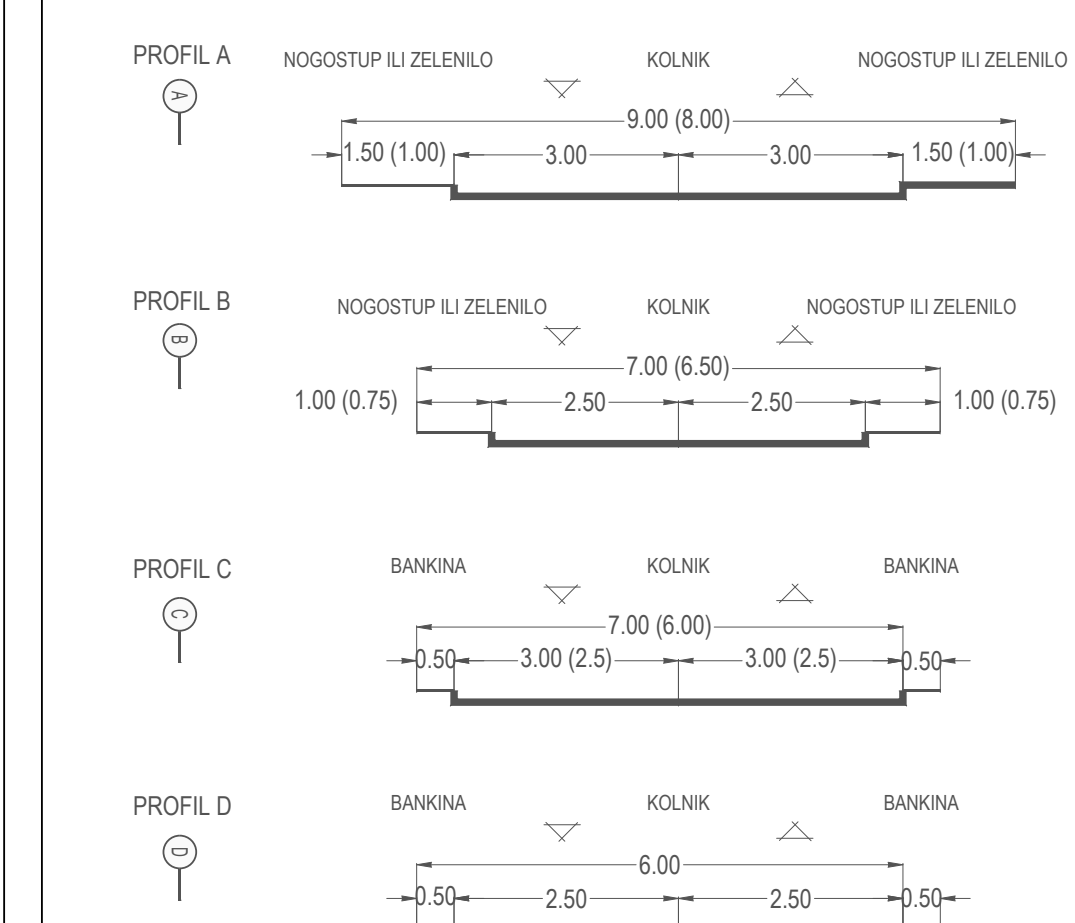 PROFIL A
A
NOGOSTUP ILI ZELENILO KOLNIK NOGOSTUP ILI ZELENILO
9.00 (8.00)
1.50 (1.00) 3.00 3.00 1.50 (1.00)
PROFIL B
B
NOGOSTUP ILI ZELENILO KOLNIK NOGOSTUP ILI ZELENILO
7.00 (6.50)
1.00 (0.75) 2.50 2.50 1.00 (0.75)
PROFIL C
C
BANKINA KOLNIK BANKINA
7.00 (6.00)
0.50 3.00 (2.5) 3.00 (2.5) 0.50
PROFIL D
D
BANKINA KOLNIK BANKINA
6.00
0.50 2.50 2.50 0.50